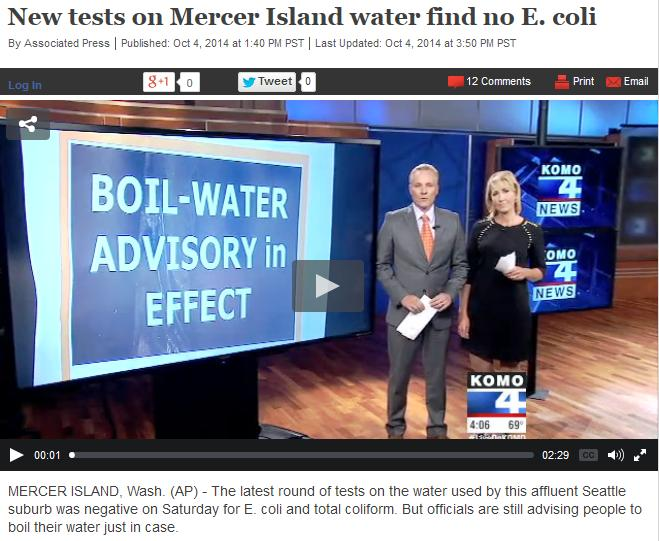 New tests on Mercer Island water find no E. coli
By Associated Press | Published: Oct 4, 2014 at 1:40 PM PST | Last Updated: Oct 4, 2014 at 3:50 PM PST
Log In
g+1 0
Tweet 0
12 Comments
Print
Email
BOIL-WATER
ADVISORY in
EFFECT
KOMO
4
NEWS
OMO
4
NEWS
KOMO
4
4:06 69°
00:01
02:29
CC
MERCER ISLAND, Wash. (AP) - The latest round of tests on the water used by this affluent Seattle
suburb was negative on Saturday for E. coli and total coliform. But officials are still advising people to
boil their water just in case.